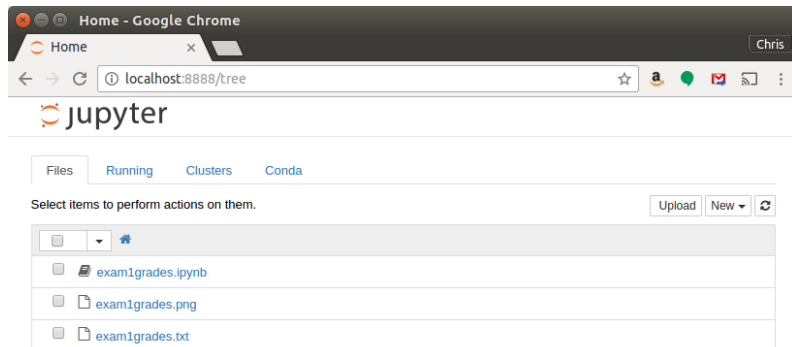 Home - Google Chrome
Home
Chris
localhost:8888/tree
jupyter
Files Running Clusters Conda
Select items to perform actions on them.
Upload New
exam1grades.ipynb
exam1grades.png
exam1grades.txt